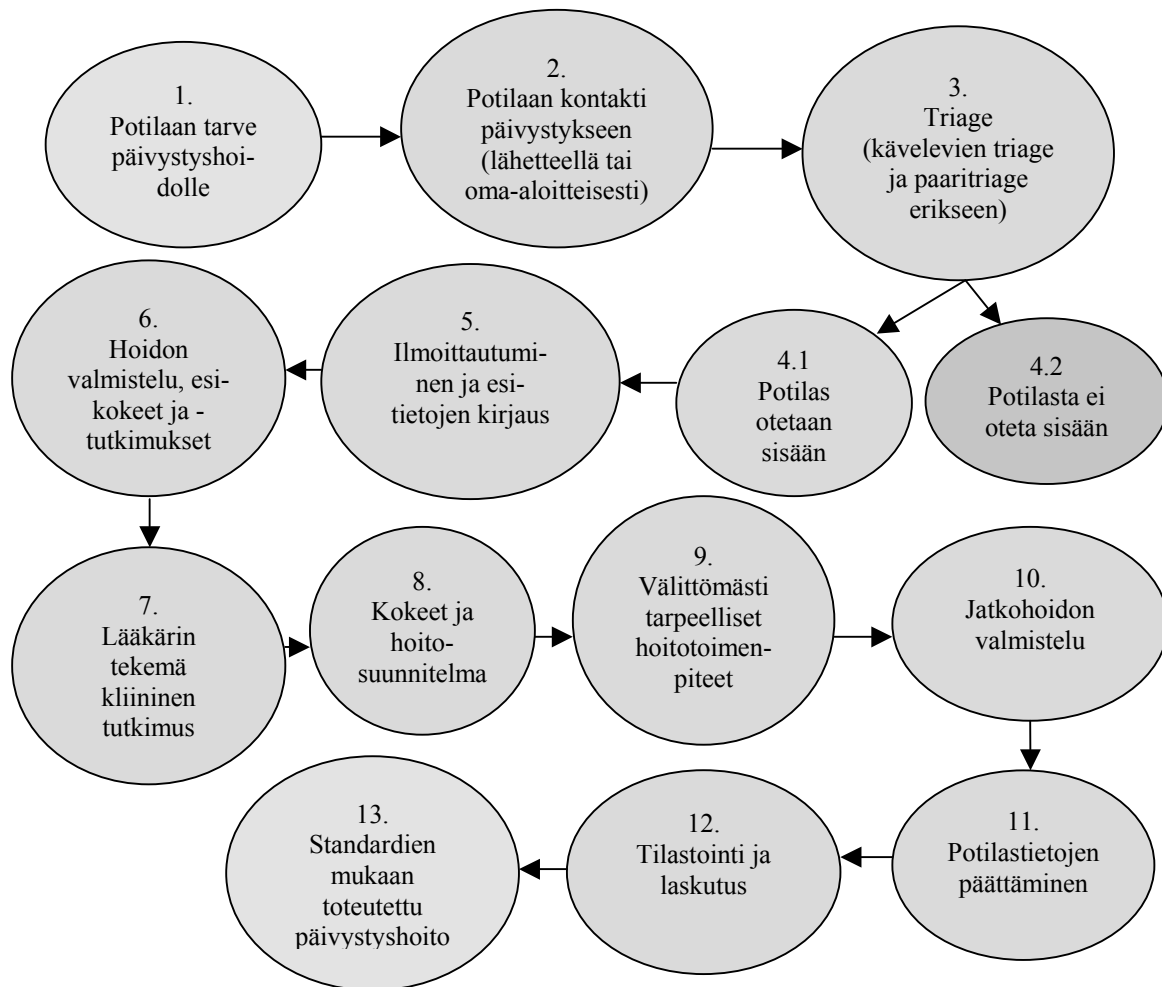 1.
Potilaan tarve
päivystyshoi-
dolle
2.
Potilaan kontakti
päivystykseen
(lähetteellä tai
oma-aloitteisesti)
3.
Triage
(kävelevien triage
ja paaritriage
erikseen)
4.1
Potilas
otetaan
sisään
4.2
Potilasta ei
oteta sisään
5.
Ilmoittautumi-
nen ja esi-
tietojen kirjaus
6.
Hoidon
valmistelu, esi-
kokeet ja -
tutkimukset
7.
Lääkärin
tekemä
kliininen
tutkimus
8.
Kokeet ja
hoito-
suunnitelma
9.
Välittömästi
tarpeelliset
hoitotoimen-
piteet
10.
Jatkohoidon
valmistelu
11.
Potilastietojen
päättäminen
12.
Tilastointi ja
laskutus
13.
Standardien
mukaan
toteutettu
päivystyshoito